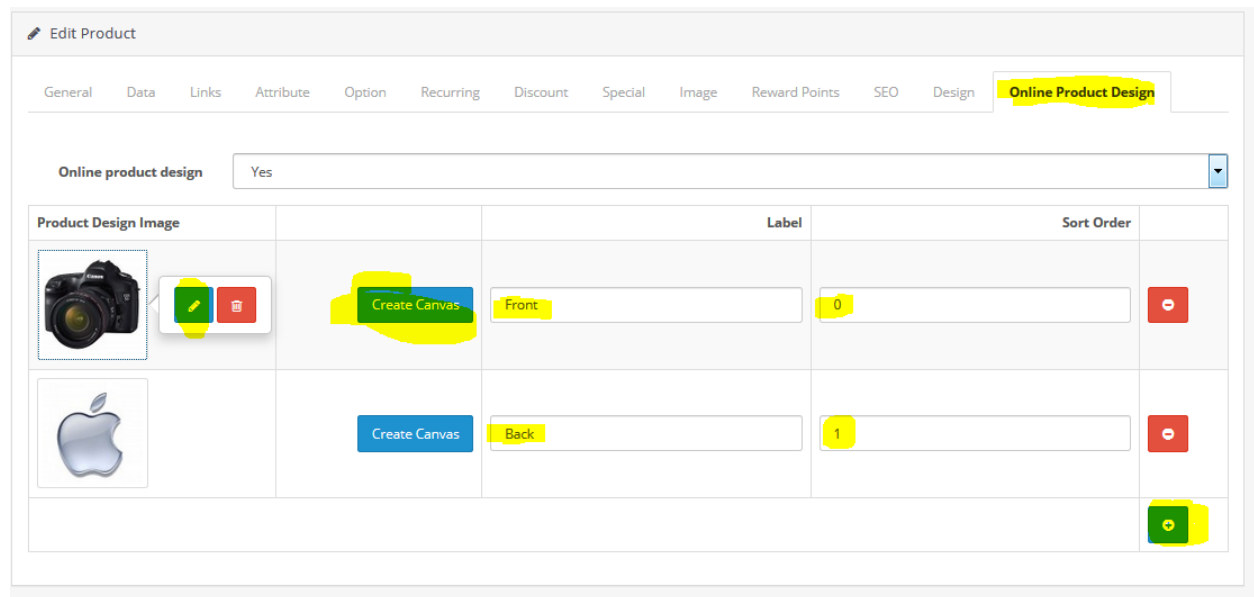 Edit Product
General Data Links Attribute Option Recurring Discount Special Image Reward Points SEO Design Online Product Design
Online product design Yes
Product Design Image Label Sort Order
Canon
Create Canvas Front 0
Create Canvas Back 1